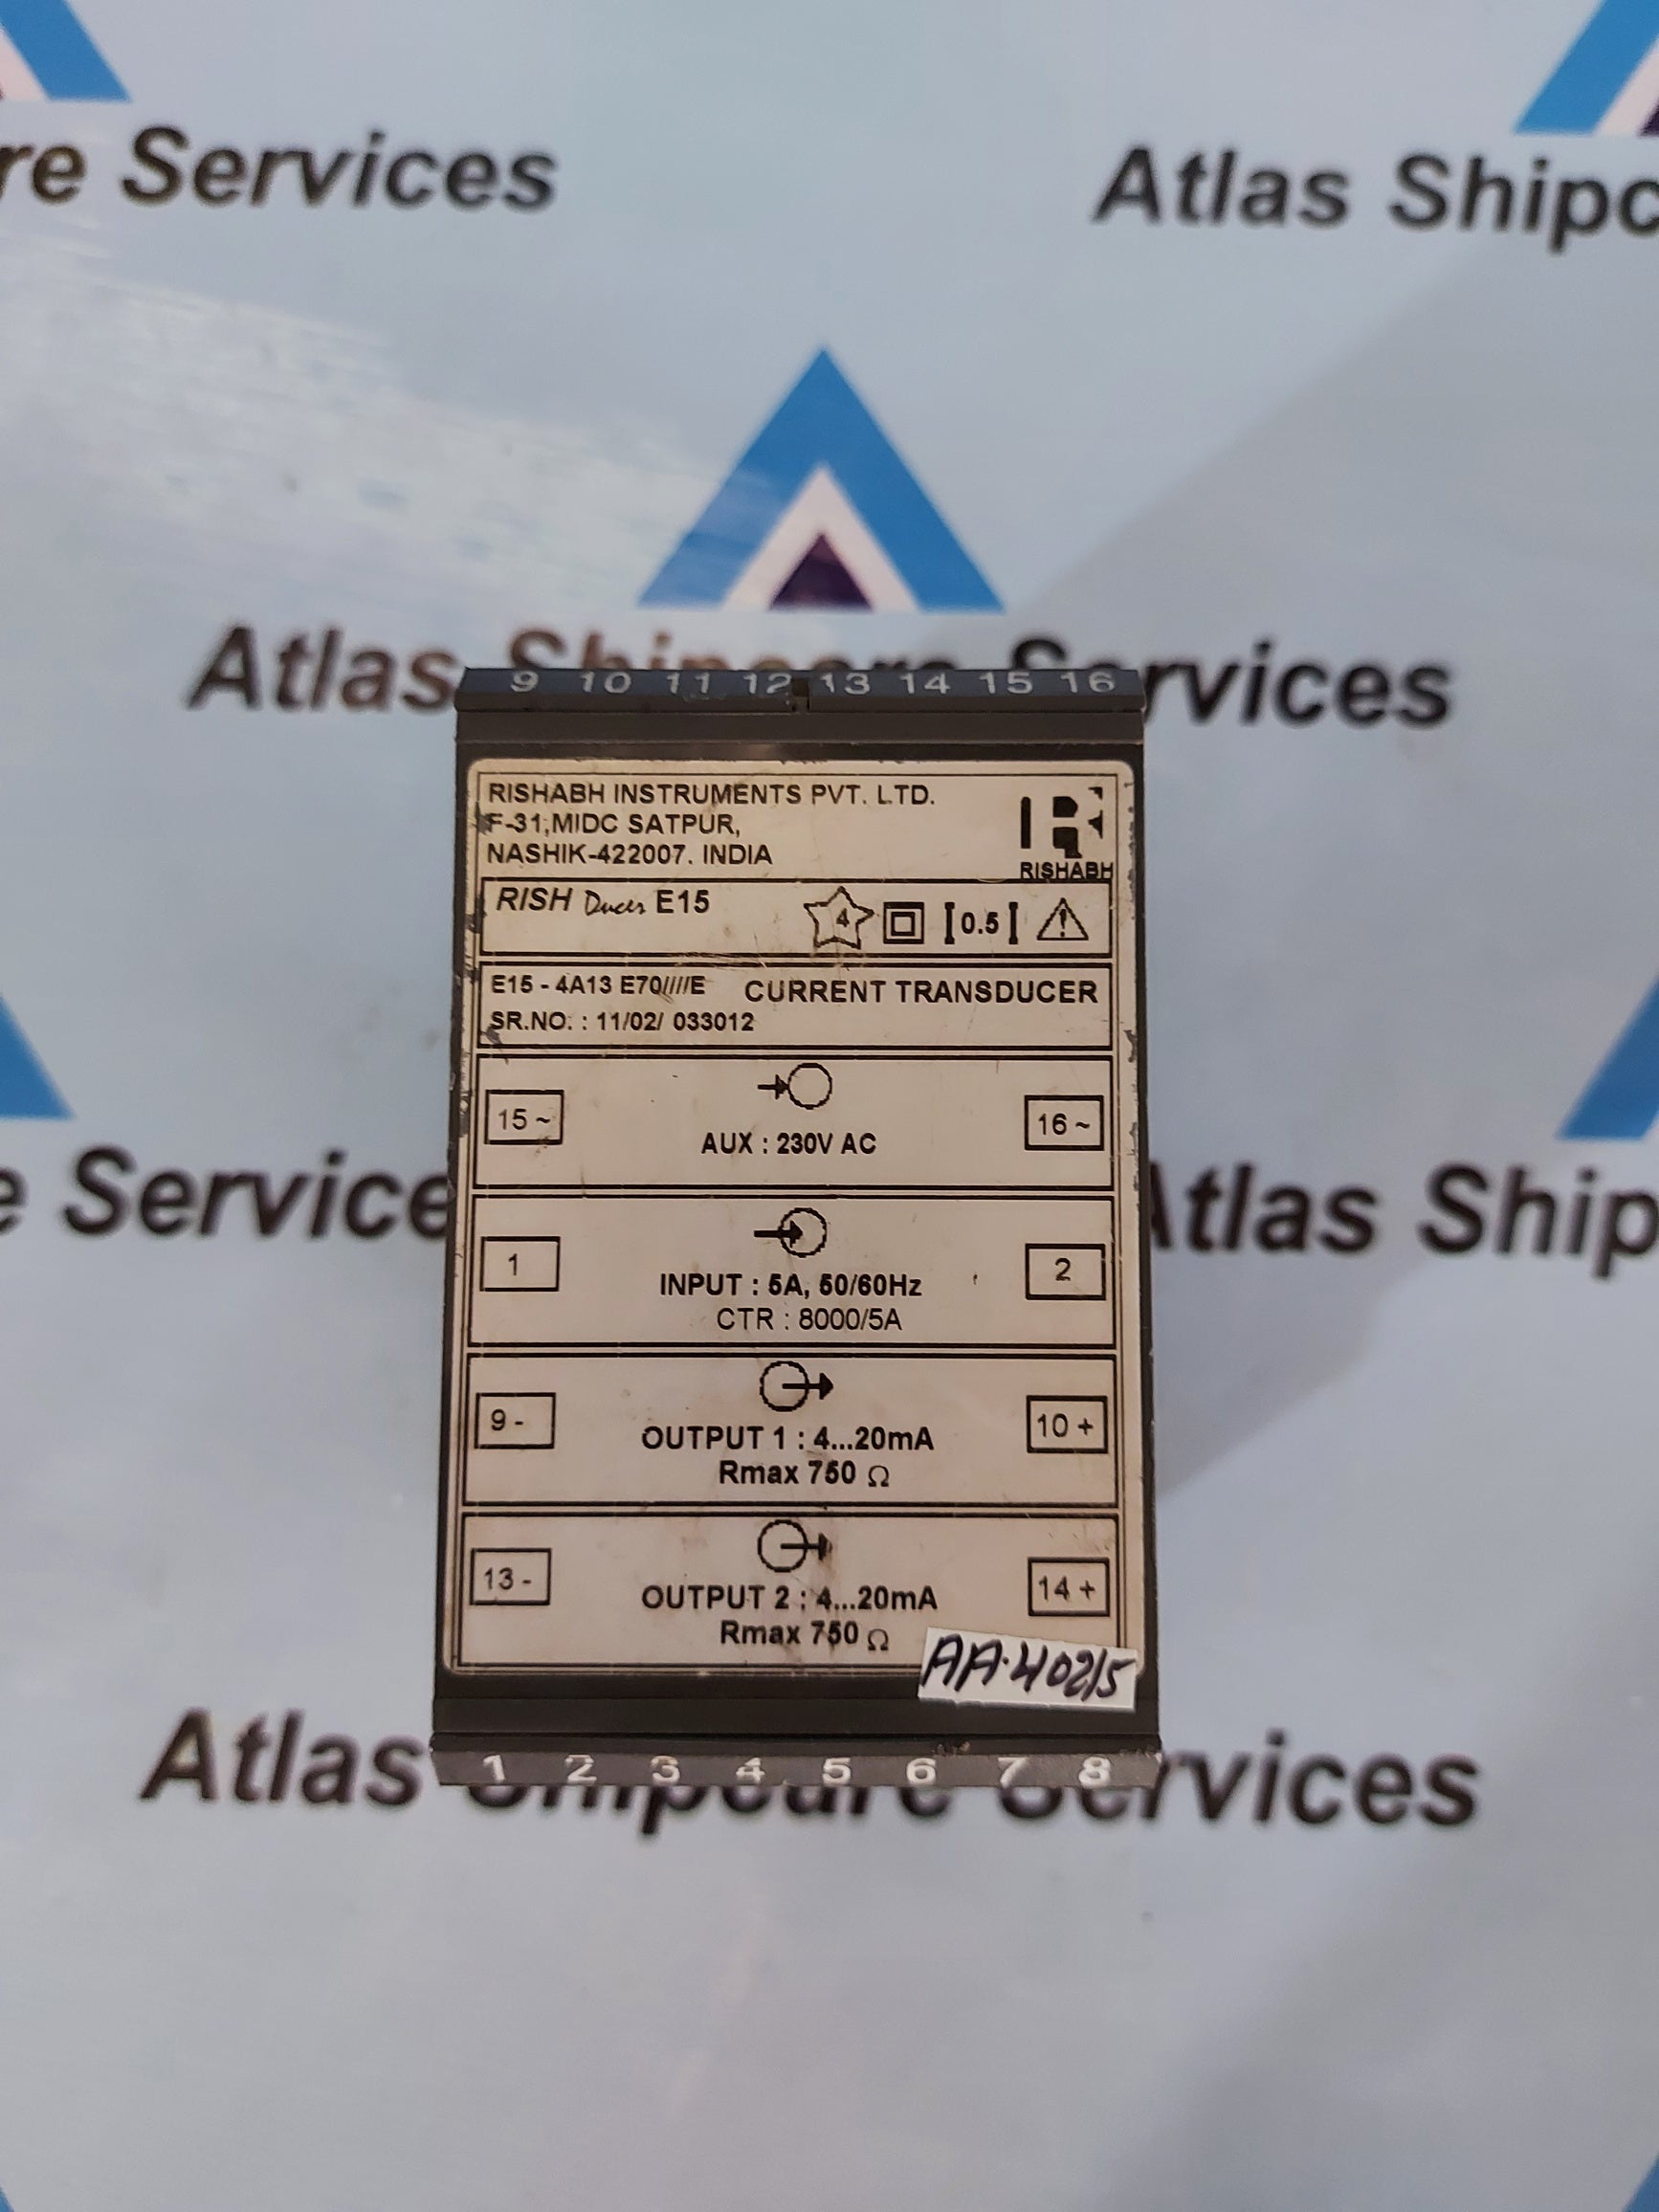 re Services
Atlas Shipc
Atlas Shipcare Services
9 10 11 12 13 14 15 16
RISHABH INSTRUMENTS PVT. LTD.
F-31,MIDC SATPUR,
NASHIK-422007. INDIA
RISHABH
RISH Ducer E15
4
0.5
E15 - 4A13 E70////E CURRENT TRANSDUCER
SR.NO. : 11/02/ 033012
15 ~
16 ~
AUX : 230V AC
e Service
Atlas Ship
1
2
INPUT : 5A, 50/60Hz
CTR : 8000/5A
9 -
10 +
OUTPUT 1 : 4...20mA
Rmax 750 Ω
13 -
14 +
OUTPUT 2 : 4...20mA
Rmax 750 Ω
AA-40215
1 2 3 4 5 6 7 8
Atlas Shipcare Services